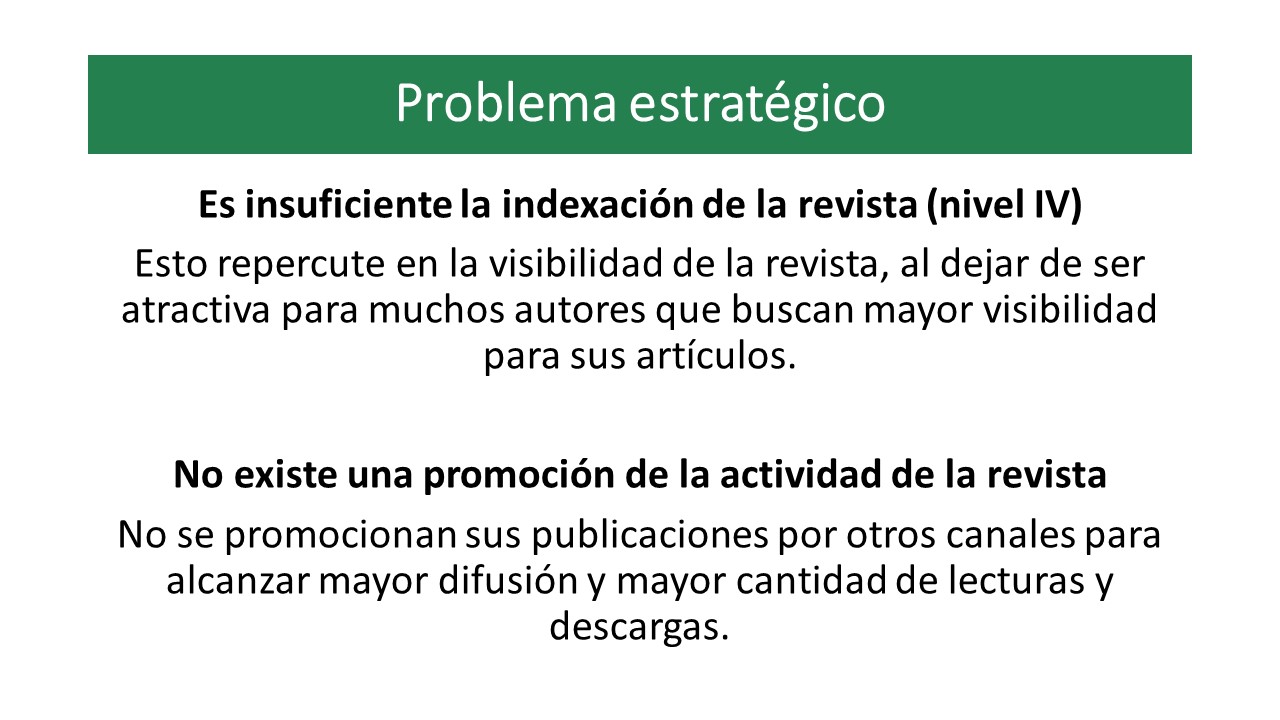 Problema estratégico
Es insuficiente la indexación de la revista (nivel IV)
Esto repercute en la visibilidad de la revista, al dejar de ser
atractiva para muchos autores que buscan mayor visibilidad
para sus artículos.
No existe una promoción de la actividad de la revista
No se promocionan sus publicaciones por otros canales para
alcanzar mayor difusión y mayor cantidad de lecturas y
descargas.